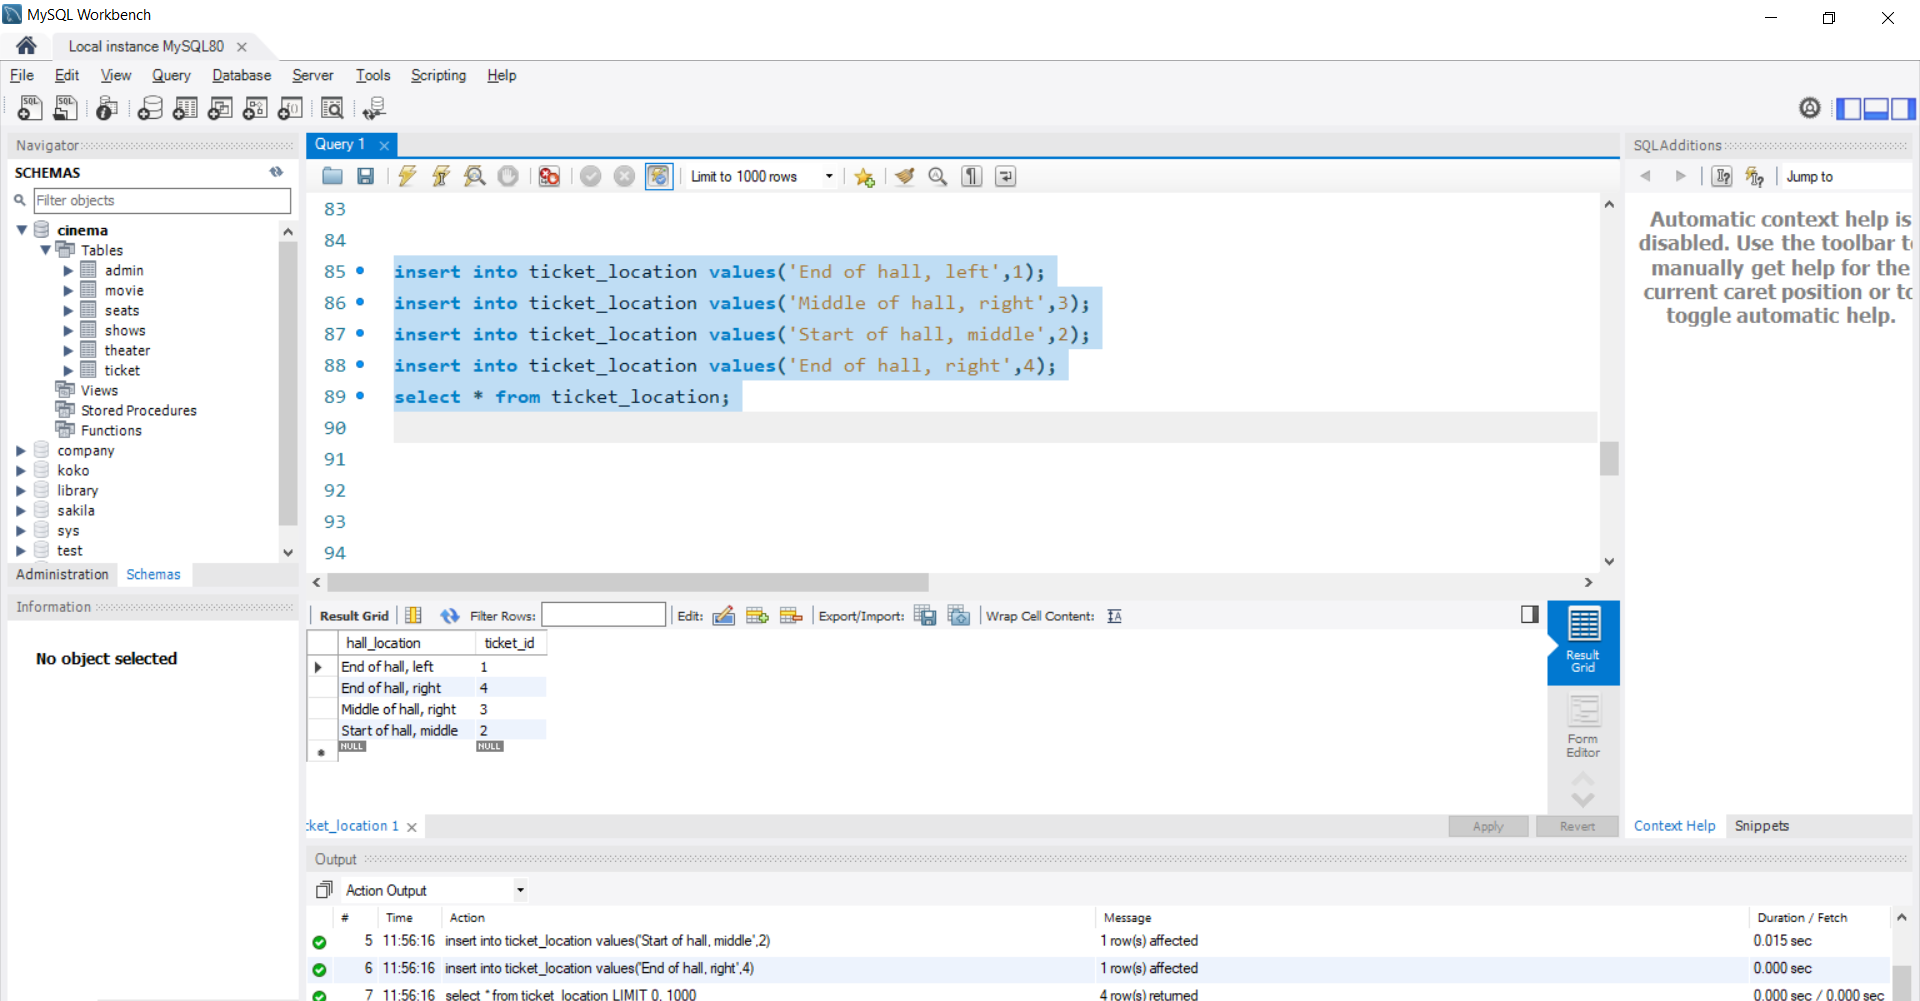 MySQL Workbench
Local instance MySQL80
File Edit View Query Database Server Tools Scripting Help
Navigator
SCHEMAS
Filter objects
cinema
Tables
admin
movie
seats
shows
theater
ticket
Views
Stored Procedures
Functions
company
koko
library
sakila
sys
test
Administration Schemas
Information
No object selected
Query 1
Limit to 1000 rows
83
84
85 insert into ticket_location values('End of hall, left',1);
86 insert into ticket_location values('Middle of hall, right',3);
87 insert into ticket_location values('Start of hall, middle',2);
88 insert into ticket_location values('End of hall, right',4);
89 select * from ticket_location;
90
91
92
93
94
Result Grid Filter Rows: Edit: Export/Import: Wrap Cell Content:
hall_location ticket_id
End of hall, left 1
End of hall, right 4
Middle of hall, right 3
Start of hall, middle 2
NULL NULL
Result Grid
Form Editor
cket_location 1
Apply Revert
SQLAdditions
Jump to
Automatic context help is
disabled. Use the toolbar t
manually get help for the
current caret position or to
toggle automatic help.
Context Help Snippets
Output
Action Output
# Time Action Message Duration / Fetch
5 11:56:16 insert into ticket_location values('Start of hall, middle',2) 1 row(s) affected 0.015 sec
6 11:56:16 insert into ticket_location values('End of hall, right',4) 1 row(s) affected 0.000 sec
7 11:56:16 select * from ticket_location LIMIT 0, 1000 4 row(s) returned 0.000 sec / 0.000 sec